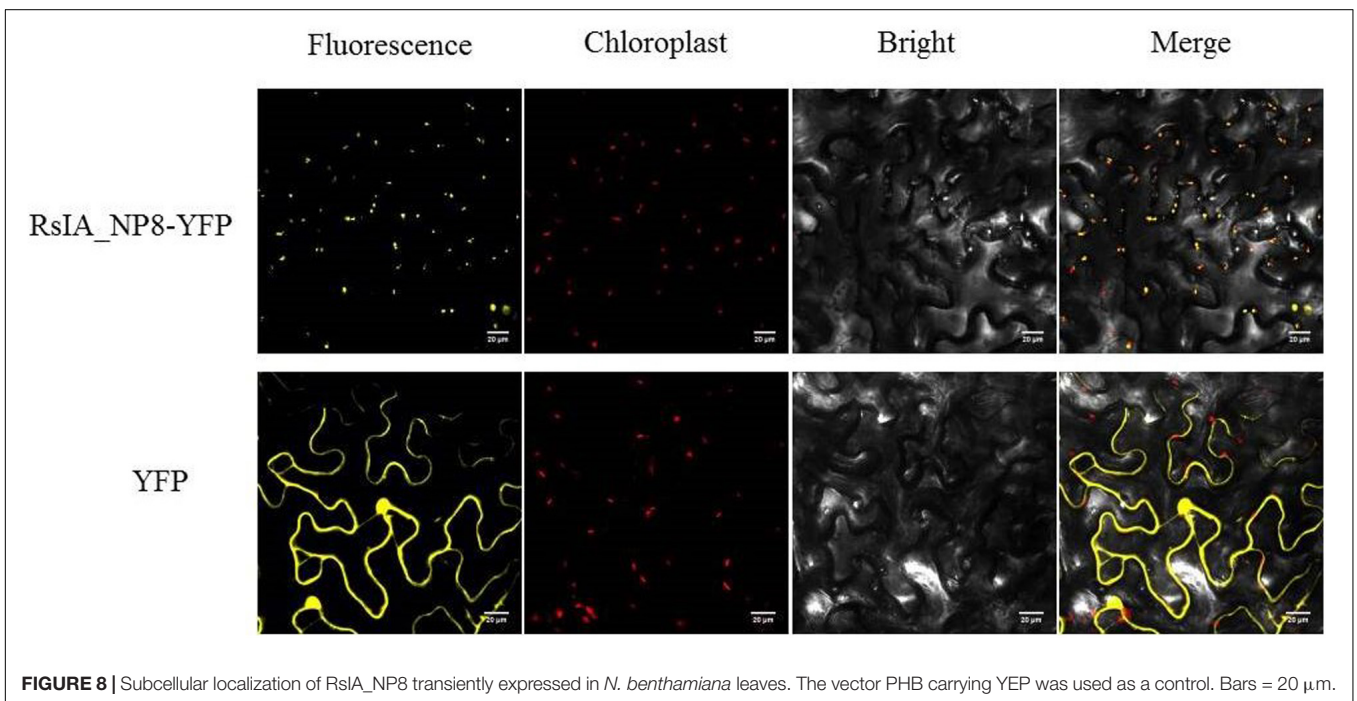 Fluorescence Chloroplast Bright Merge
RsIA_NP8-YFP
20 µm 20 µm 20 µm 20 µm
YFP
20 µm 20 µm 20 µm 20 µm
FIGURE 8 | Subcellular localization of RsIA_NP8 transiently expressed in N. benthamiana leaves. The vector PHB carrying YEP was used as a control. Bars = 20 µm.